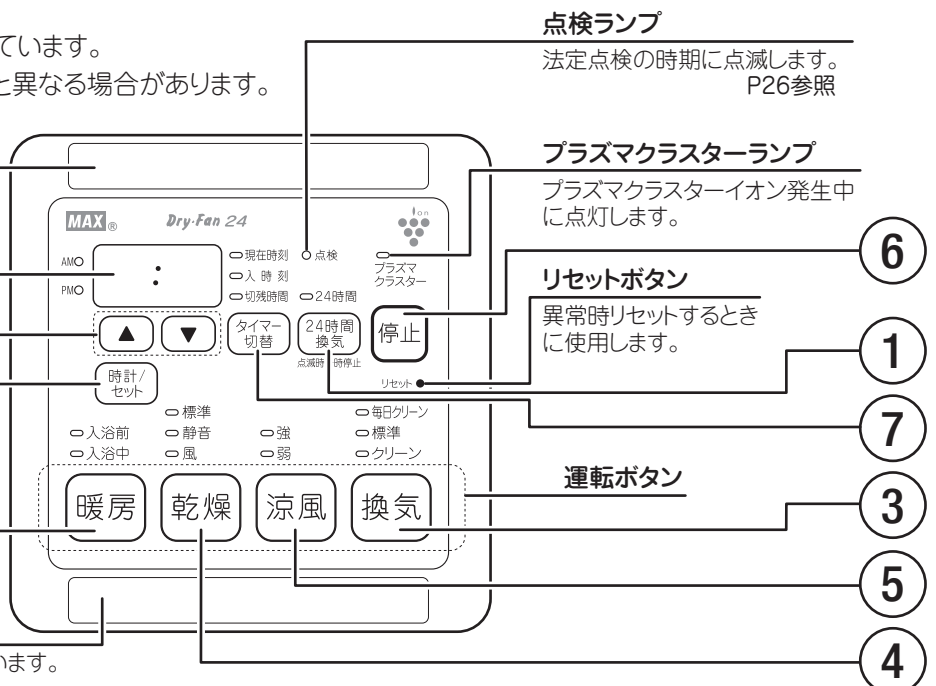 点検ランプ
法定点検の時期に点滅します。
P26参照
ています。
と異なる場合があります。
プラズマクラスターランプ
プラズマクラスターイオン発生中
に点灯します。
リセットボタン
異常時リセットするとき
に使用します。
運転ボタン
MAX® Dry·Fan 24 ion
AM
PM
:
現在時刻 点検
入時刻
切残時間 24時間
プラズマ
クラスター
▲ ▼
タイマー
切替
24時間
換気
停止
点滅時 時停止
時計/
セット
リセット
入浴前
入浴中
標準
静音
風
強
弱
毎日クリーン
標準
クリーン
暖房 乾燥 涼風 換気
います。
6
1
7
3
5
4